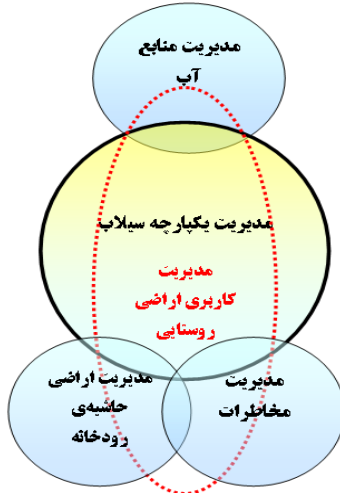 مدیریت منابع
آب
مدیریت یکپارچه سیلاب
مدیریت
کاربری اراضی
روستایی
مدیریت اراضی
حاشیه‌ی
رودخانه
مدیریت
مخاطرات